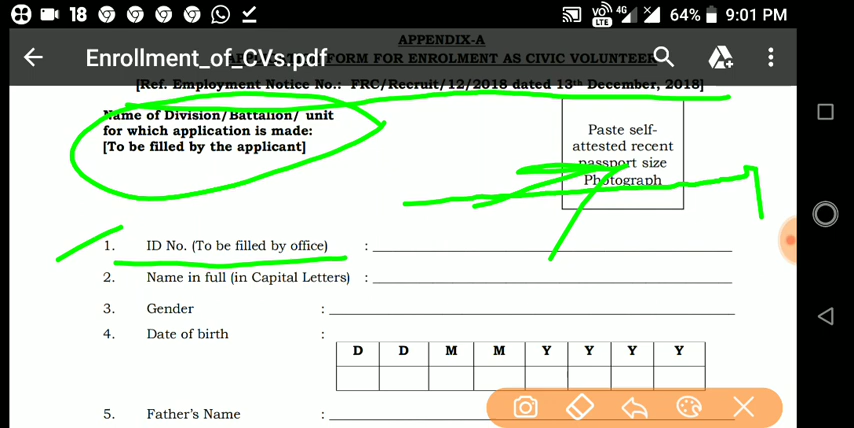 18 VO)) LTE 4G 64% 9:01 PM
APPENDIX-A
Enrollment_of_CVs.pdf
FORM FOR ENROLMENT AS CIVIC VOLUNTEER
[Ref. Employment Notice No.: FRC/Recruit/12/2018 dated 13th December, 2018]
Name of Division/Battalion/ unit
for which application is made:
[To be filled by the applicant]
Paste self-
attested recent
passport size
Photograph
1. ID No. (To be filled by office) :
2. Name in full (in Capital Letters) :
3. Gender :
4. Date of birth :
D D M M Y Y Y Y
5. Father's Name :